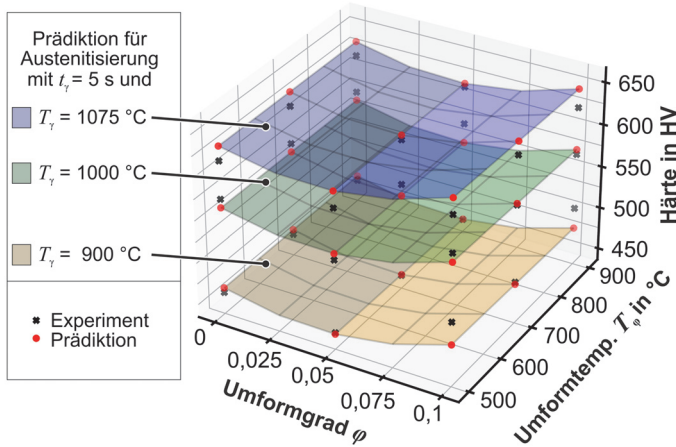 Prädiktion für
Austenitisierung
mit tᵧ = 5 s und
Tᵧ = 1075 °C
Tᵧ = 1000 °C
Tᵧ = 900 °C
Experiment
Prädiktion
0
0,025
0,05
0,075
0,1
Umformgrad φ
500
600
700
800
900
Umformtemp. Tᵩ in °C
650
600
550
500
450
Härte in HV